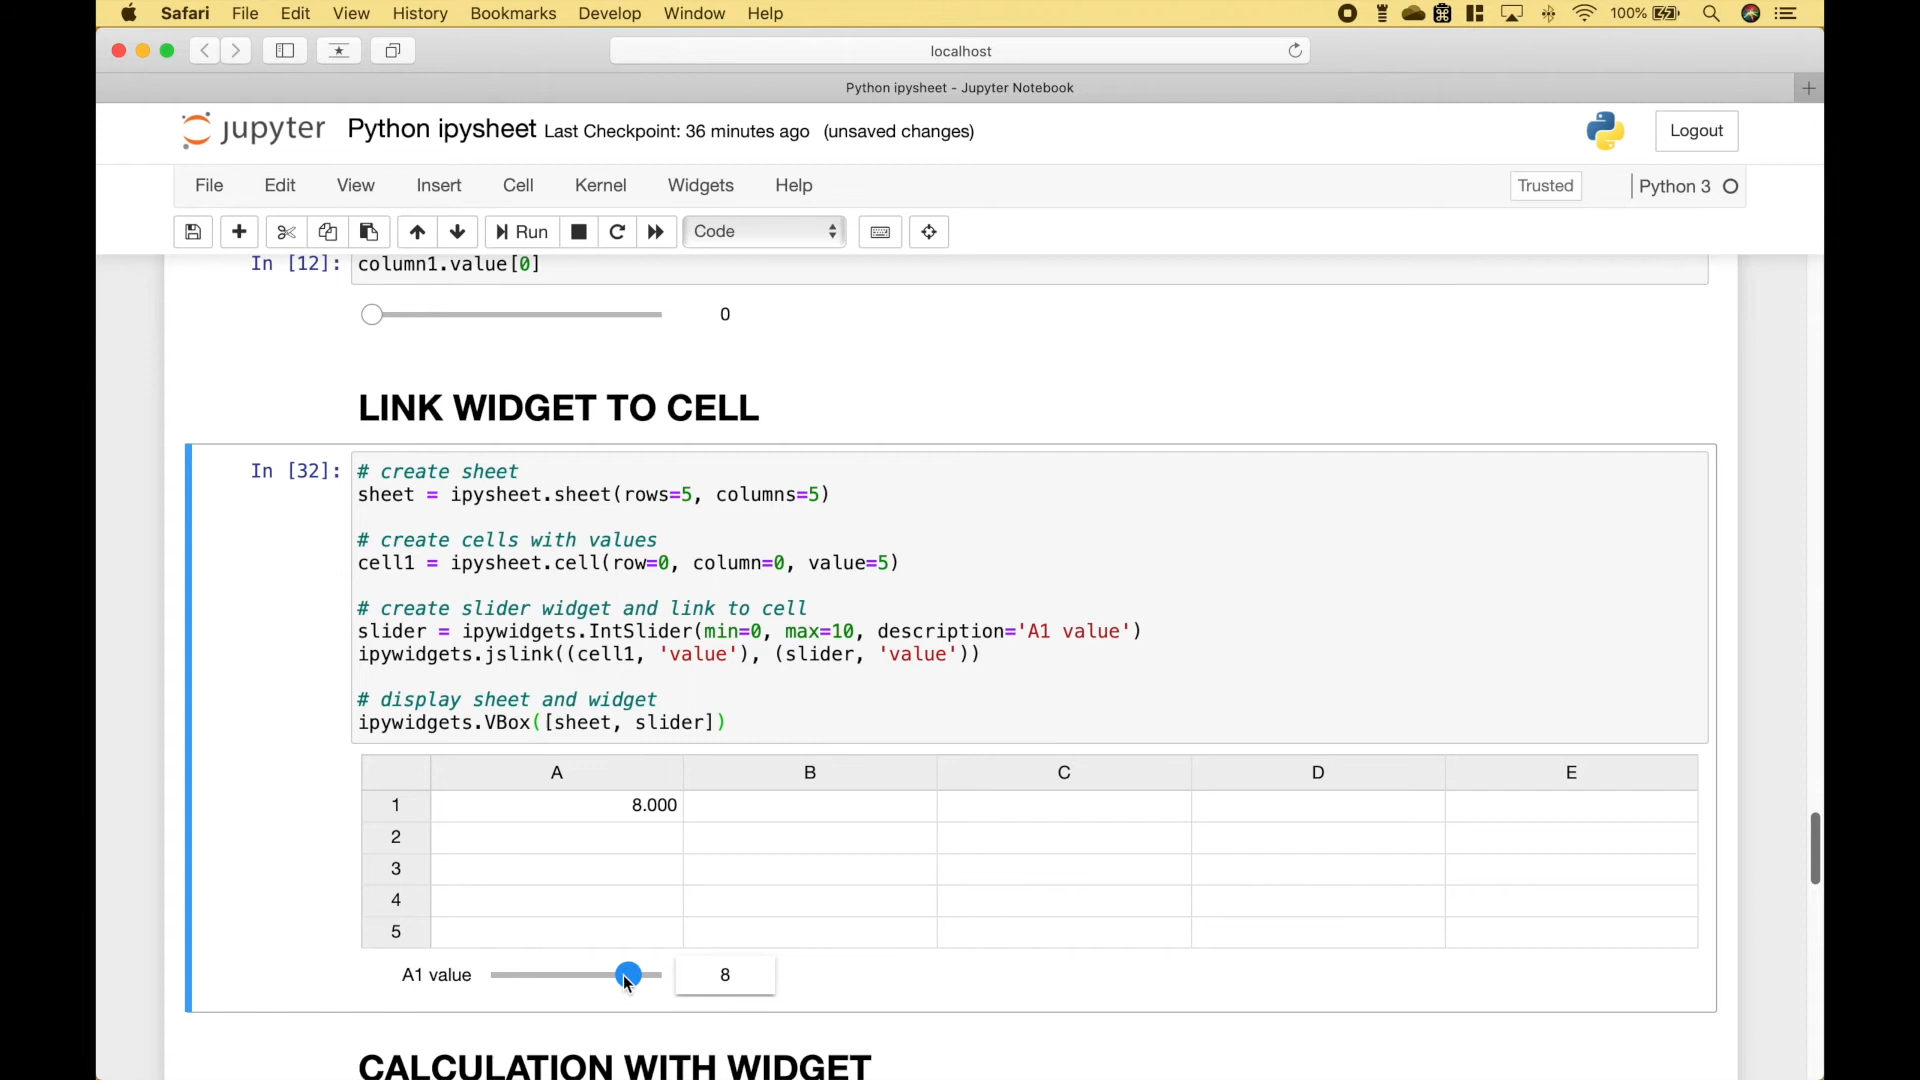 Safari File Edit View History Bookmarks Develop Window Help 100%
localhost
Python ipysheet - Jupyter Notebook
jupyter Python ipysheet Last Checkpoint: 36 minutes ago (unsaved changes) Logout
File Edit View Insert Cell Kernel Widgets Help Trusted Python 3
Run Code
In [12]: column1.value[0]
0
LINK WIDGET TO CELL
In [32]: # create sheet
sheet = ipysheet.sheet(rows=5, columns=5)
# create cells with values
cell1 = ipysheet.cell(row=0, column=0, value=5)
# create slider widget and link to cell
slider = ipywidgets.IntSlider(min=0, max=10, description='A1 value')
ipywidgets.jslink((cell1, 'value'), (slider, 'value'))
# display sheet and widget
ipywidgets.VBox([sheet, slider])
A B C D E
1 8.000
2
3
4
5
A1 value 8
CALCULATION WITH WIDGET